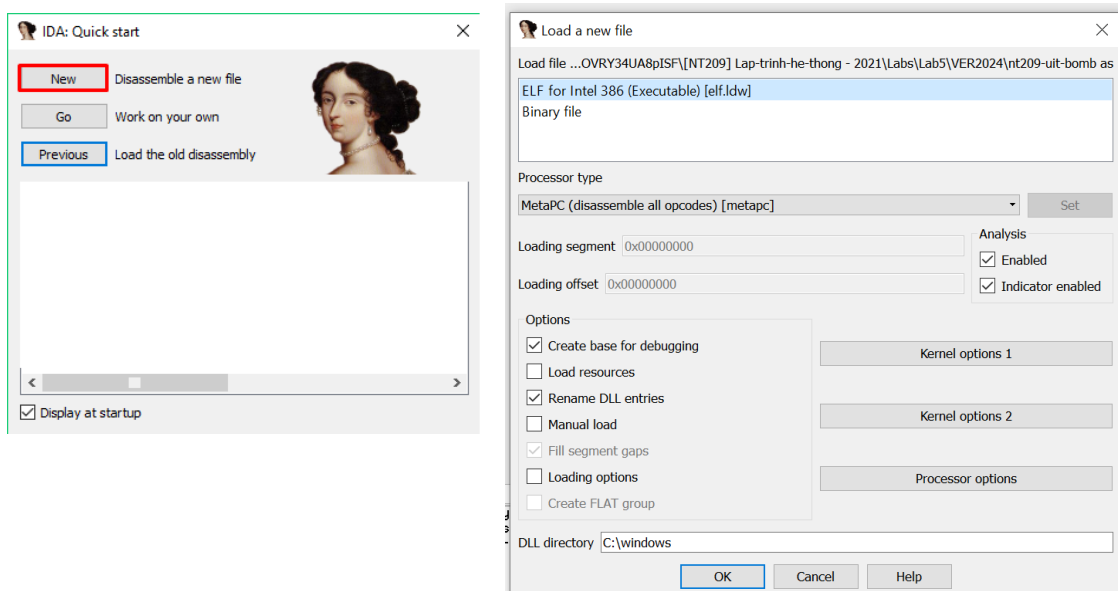 IDA: Quick start
New Disassemble a new file
Go Work on your own
Previous Load the old disassembly
Display at startup
Load a new file
Load file ...OVRY34UA8pISF\[NT209] Lap-trinh-he-thong - 2021\Labs\Lab5\VER2024\nt209-uit-bomb as
ELF for Intel 386 (Executable) [elf.ldw]
Binary file
Processor type
MetaPC (disassemble all opcodes) [metapc] Set
Analysis
Loading segment 0x00000000
Enabled
Loading offset 0x00000000
Indicator enabled
Options
Create base for debugging
Kernel options 1
Load resources
Rename DLL entries
Kernel options 2
Manual load
Fill segment gaps
Loading options
Processor options
Create FLAT group
DLL directory C:\windows
OK Cancel Help